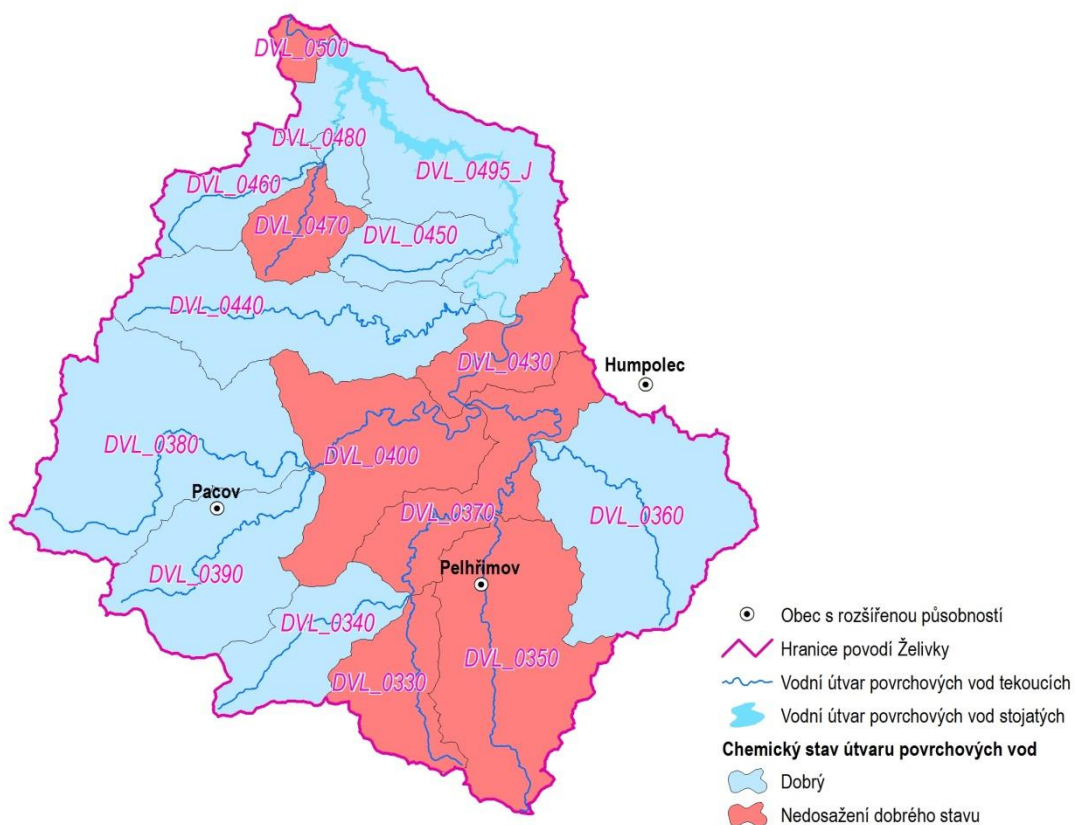 DVL_0500
DVL_0480
DVL_0495_J
DVL_0460
DVL_0470
DVL_0450
DVL_0440
DVL_0430
Humpolec
DVL_0380
DVL_0400
Pacov
DVL_0370
DVL_0360
Pelhřimov
DVL_0390
DVL_0340
DVL_0350
DVL_0330
Obec s rozšířenou působností
Hranice povodí Želivky
Vodní útvar povrchových vod tekoucích
Vodní útvar povrchových vod stojatých
Chemický stav útvaru povrchových vod
Dobrý
Nedosažení dobrého stavu